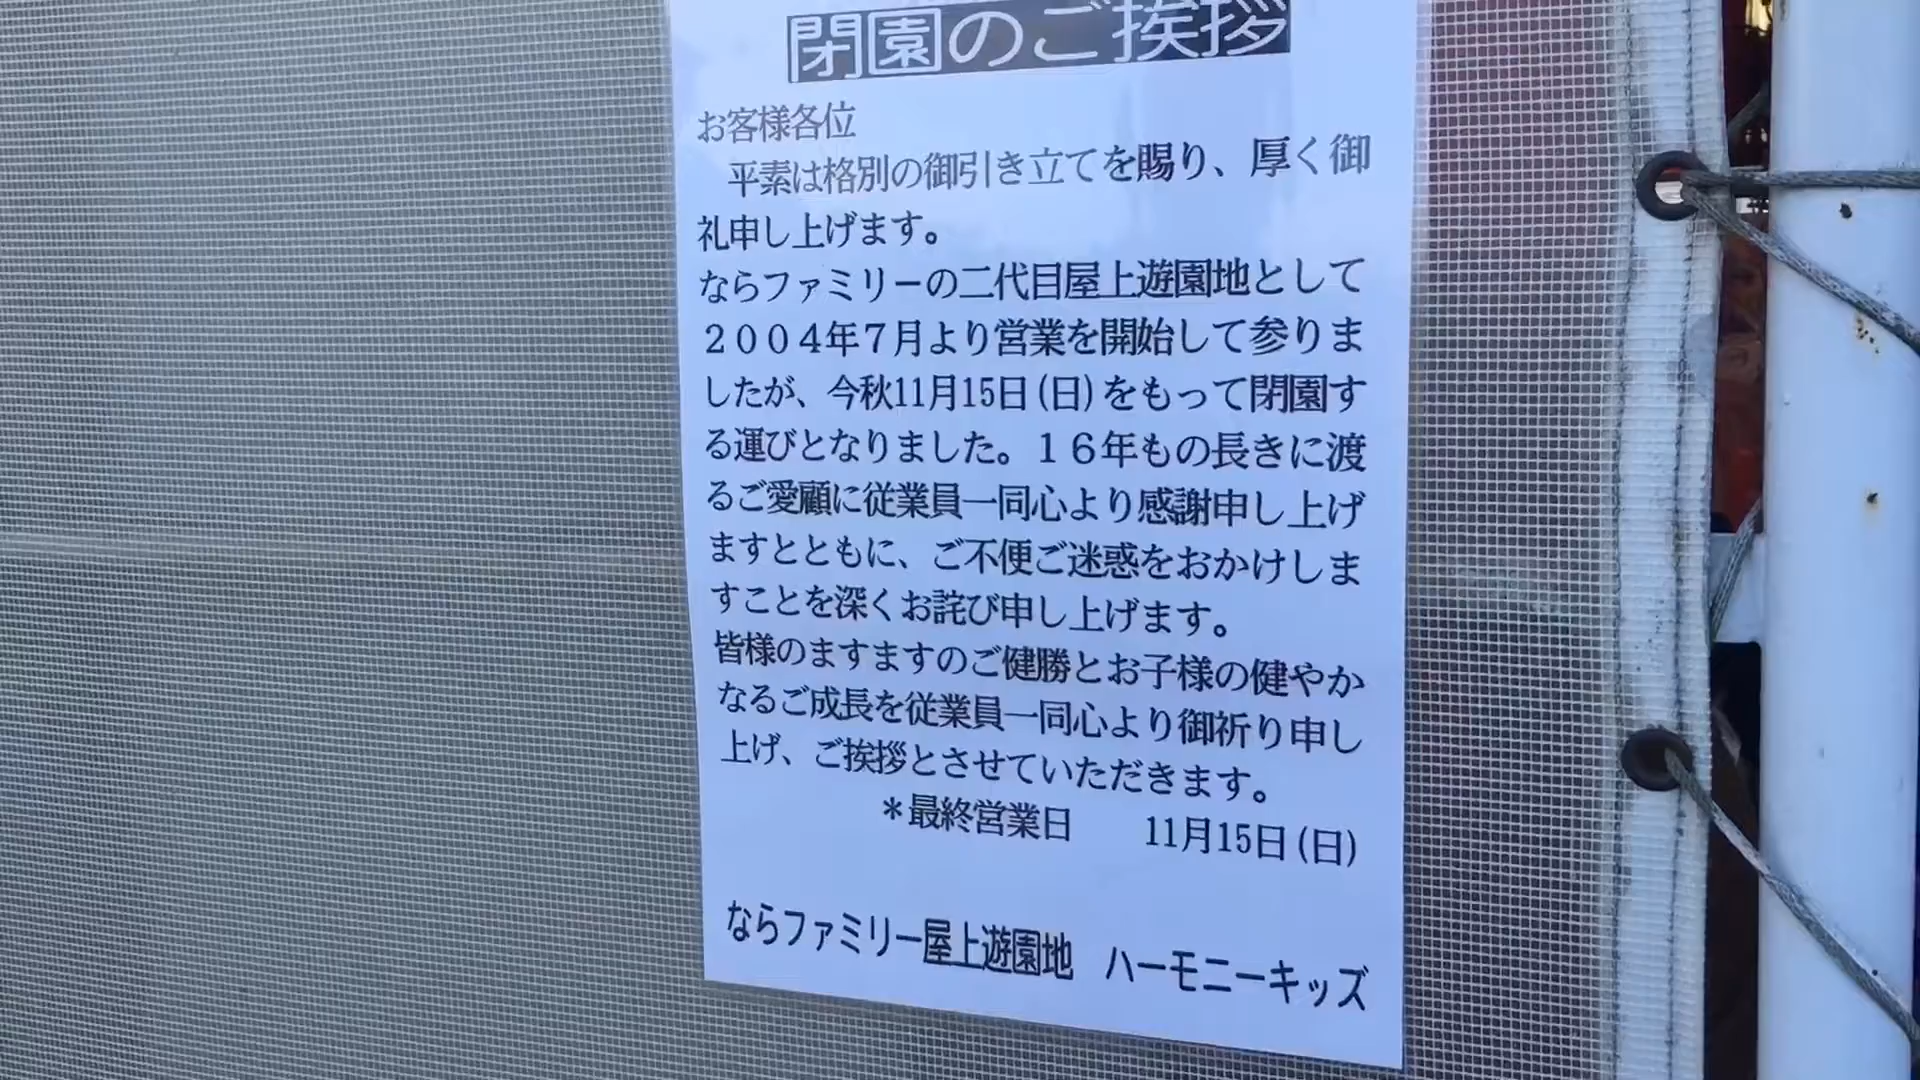 閉園のご挨拶
お客様各位
平素は格別の御引き立てを賜り、厚く御
礼申し上げます。
ならファミリーの二代目屋上遊園地として
２００４年７月より営業を開始して参りま
したが、今秋11月15日(日)をもって閉園す
る運びとなりました。１６年もの長きに渡
るご愛顧に従業員一同心より感謝申し上げ
ますとともに、ご不便ご迷惑をおかけしま
すことを深くお詫び申し上げます。
皆様のますますのご健勝とお子様の健やか
なるご成長を従業員一同心より御祈り申し
上げ、ご挨拶とさせていただきます。
＊最終営業日　　11月15日(日)
ならファミリー屋上遊園地　ハーモニーキッズ